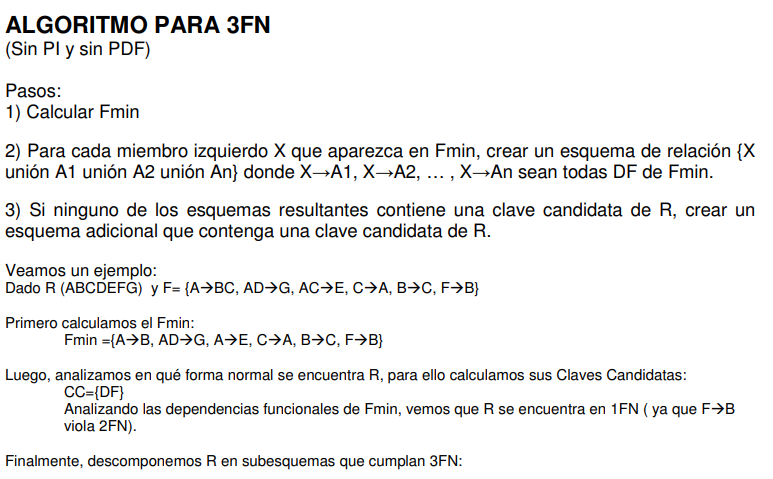 ALGORITMO PARA 3FN
(Sin PI y sin PDF)
Pasos:
1) Calcular Fmin
2) Para cada miembro izquierdo X que aparezca en Fmin, crear un esquema de relación {X
unión A1 unión A2 unión An} donde X→A1, X→A2, … , X→An sean todas DF de Fmin.
3) Si ninguno de los esquemas resultantes contiene una clave candidata de R, crear un
esquema adicional que contenga una clave candidata de R.
Veamos un ejemplo:
Dado R (ABCDEFG) y F= {A→BC, AD→G, AC→E, C→A, B→C, F→B}
Primero calculamos el Fmin:
Fmin ={A→B, AD→G, A→E, C→A, B→C, F→B}
Luego, analizamos en qué forma normal se encuentra R, para ello calculamos sus Claves Candidatas:
CC={DF}
Analizando las dependencias funcionales de Fmin, vemos que R se encuentra en 1FN ( ya que F→B
viola 2FN).
Finalmente, descomponemos R en subesquemas que cumplan 3FN: